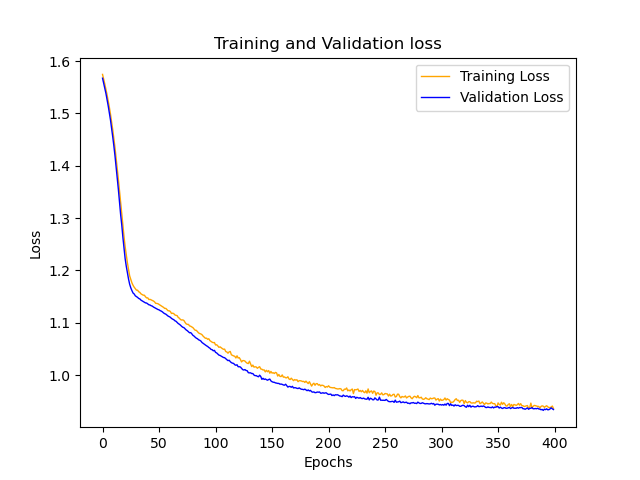 Training and Validation loss
Training Loss
Validation Loss
Loss
1.6
1.5
1.4
1.3
1.2
1.1
1.0
0 50 100 150 200 250 300 350 400
Epochs